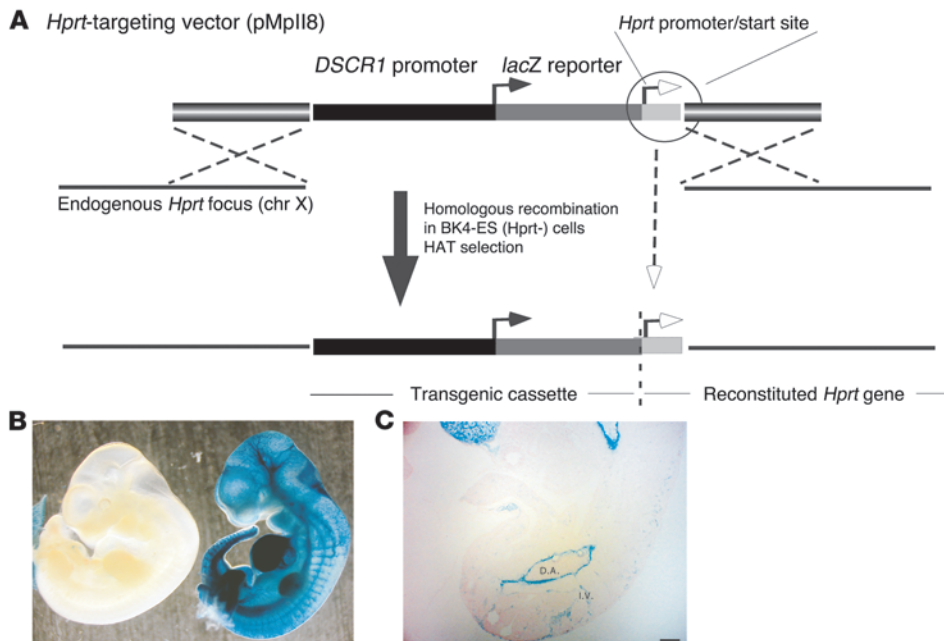 A Hprt-targeting vector (pMpII8)
Hprt promoter/start site
DSCR1 promoter
lacZ reporter
Endogenous Hprt focus (chr X)
Homologous recombination
in BK4-ES (Hprt-) cells
HAT selection
Transgenic cassette
Reconstituted Hprt gene
B
C
D.A.
I.V.